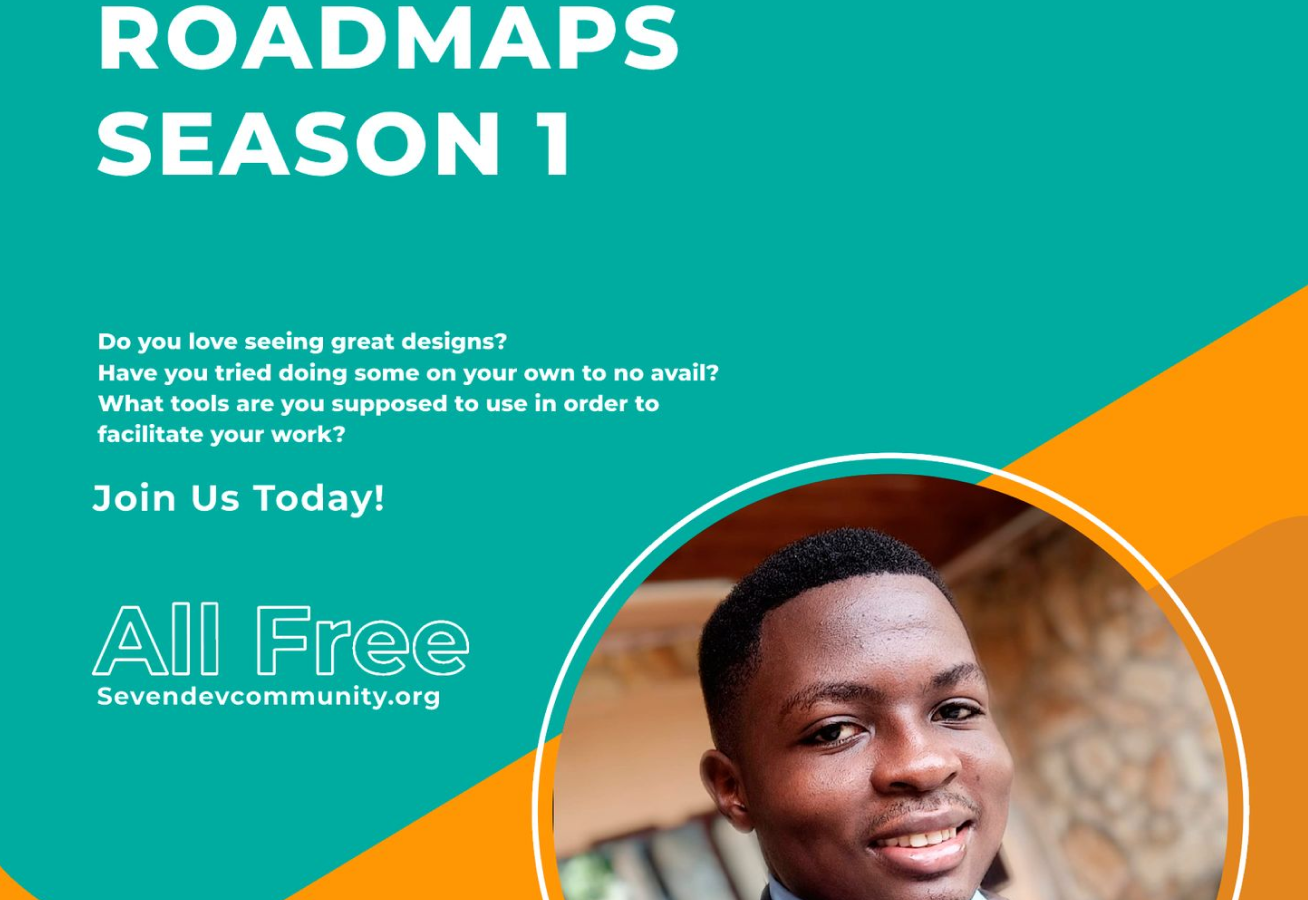 ROADMAPS
SEASON 1
Do you love seeing great designs?
Have you tried doing some on your own to no avail?
What tools are you supposed to use in order to
facilitate your work?
Join Us Today!
All Free
Sevendevcommunity.org